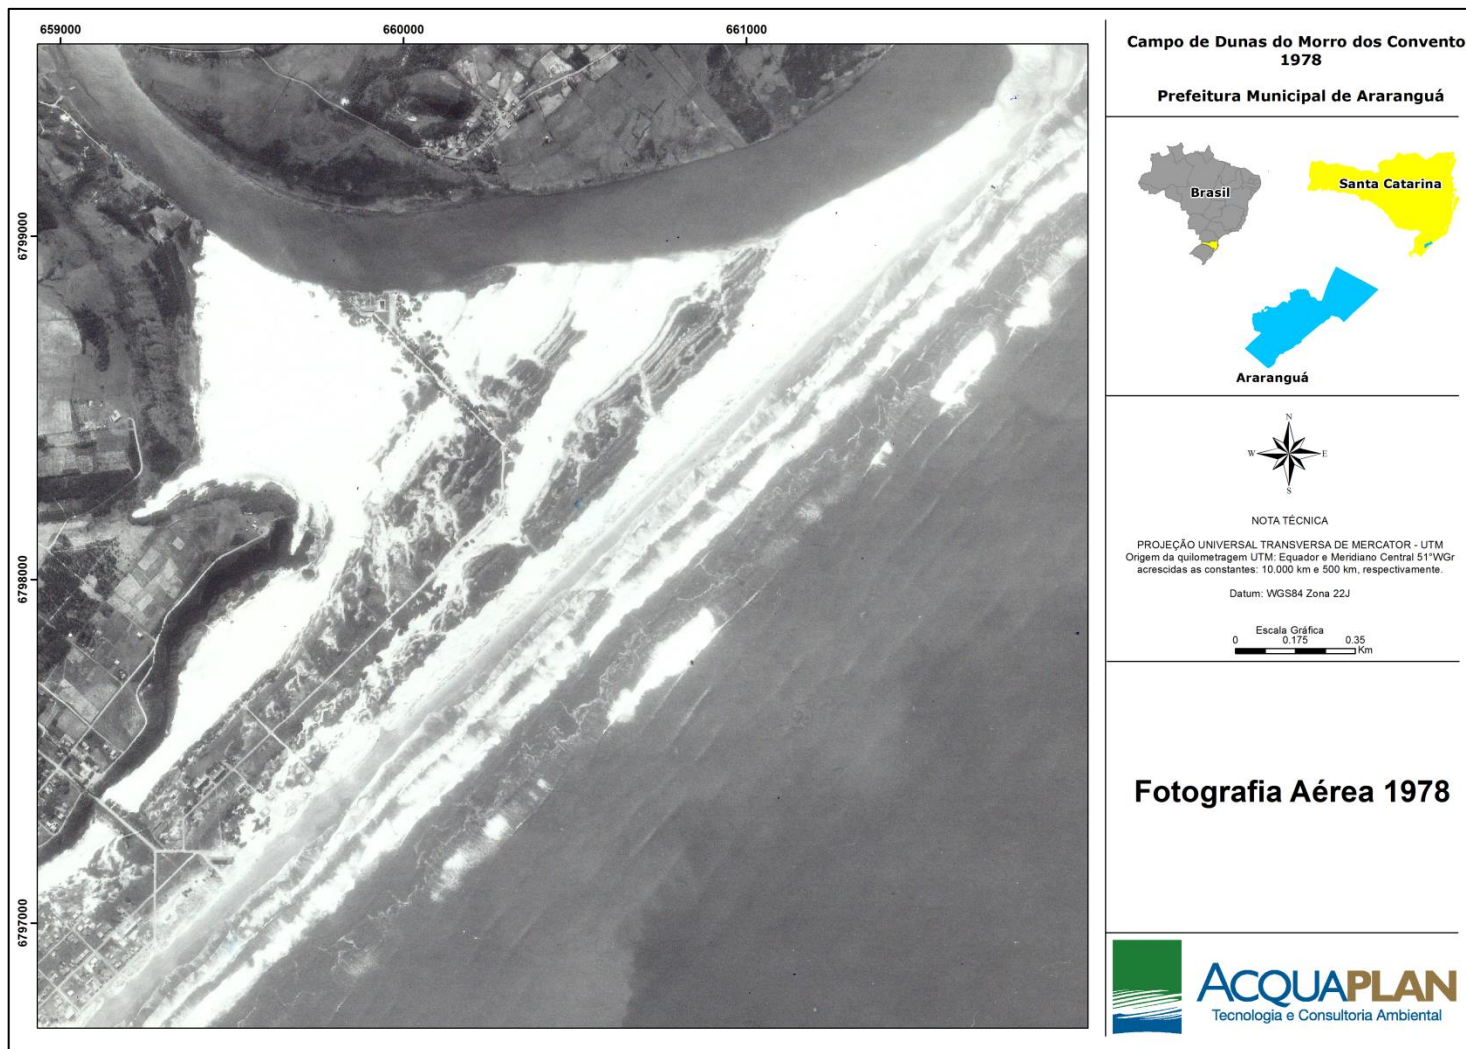 659000
660000
661000
6799000
6798000
6797000
Campo de Dunas do Morro dos Convento
1978
Prefeitura Municipal de Araranguá
Brasil
Santa Catarina
Araranguá
N
W
E
S
NOTA TÉCNICA
PROJEÇÃO UNIVERSAL TRANSVERSA DE MERCATOR - UTM
Origem da quilometragem UTM: Equador e Meridiano Central 51°WGr
acrescidas as constantes: 10.000 km e 500 km, respectivamente.
Datum: WGS84 Zona 22J
Escala Gráfica
0 0.175 0.35
Km
Fotografia Aérea 1978
ACQUAPLAN
Tecnologia e Consultoria Ambiental